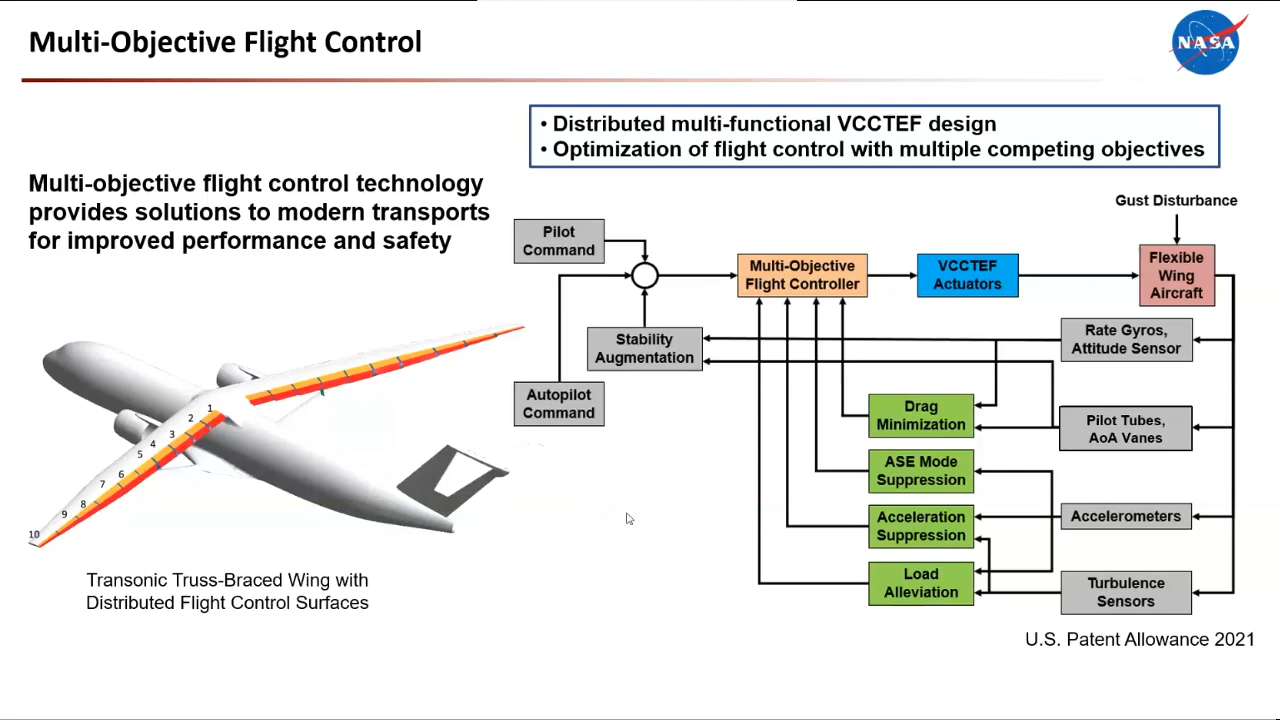 Multi-Objective Flight Control
NASA
• Distributed multi-functional VCCTEF design
• Optimization of flight control with multiple competing objectives
Multi-objective flight control technology
provides solutions to modern transports
for improved performance and safety
Gust Disturbance
Pilot
Command
Multi-Objective
Flight Controller
VCCTEF
Actuators
Flexible
Wing
Aircraft
Stability
Augmentation
Rate Gyros,
Attitude Sensor
Autopilot
Command
Drag
Minimization
Pilot Tubes,
AoA Vanes
ASE Mode
Suppression
Acceleration
Suppression
Accelerometers
Load
Alleviation
Turbulence
Sensors
1
2
3
4
5
6
7
8
9
10
Transonic Truss-Braced Wing with
Distributed Flight Control Surfaces
U.S. Patent Allowance 2021